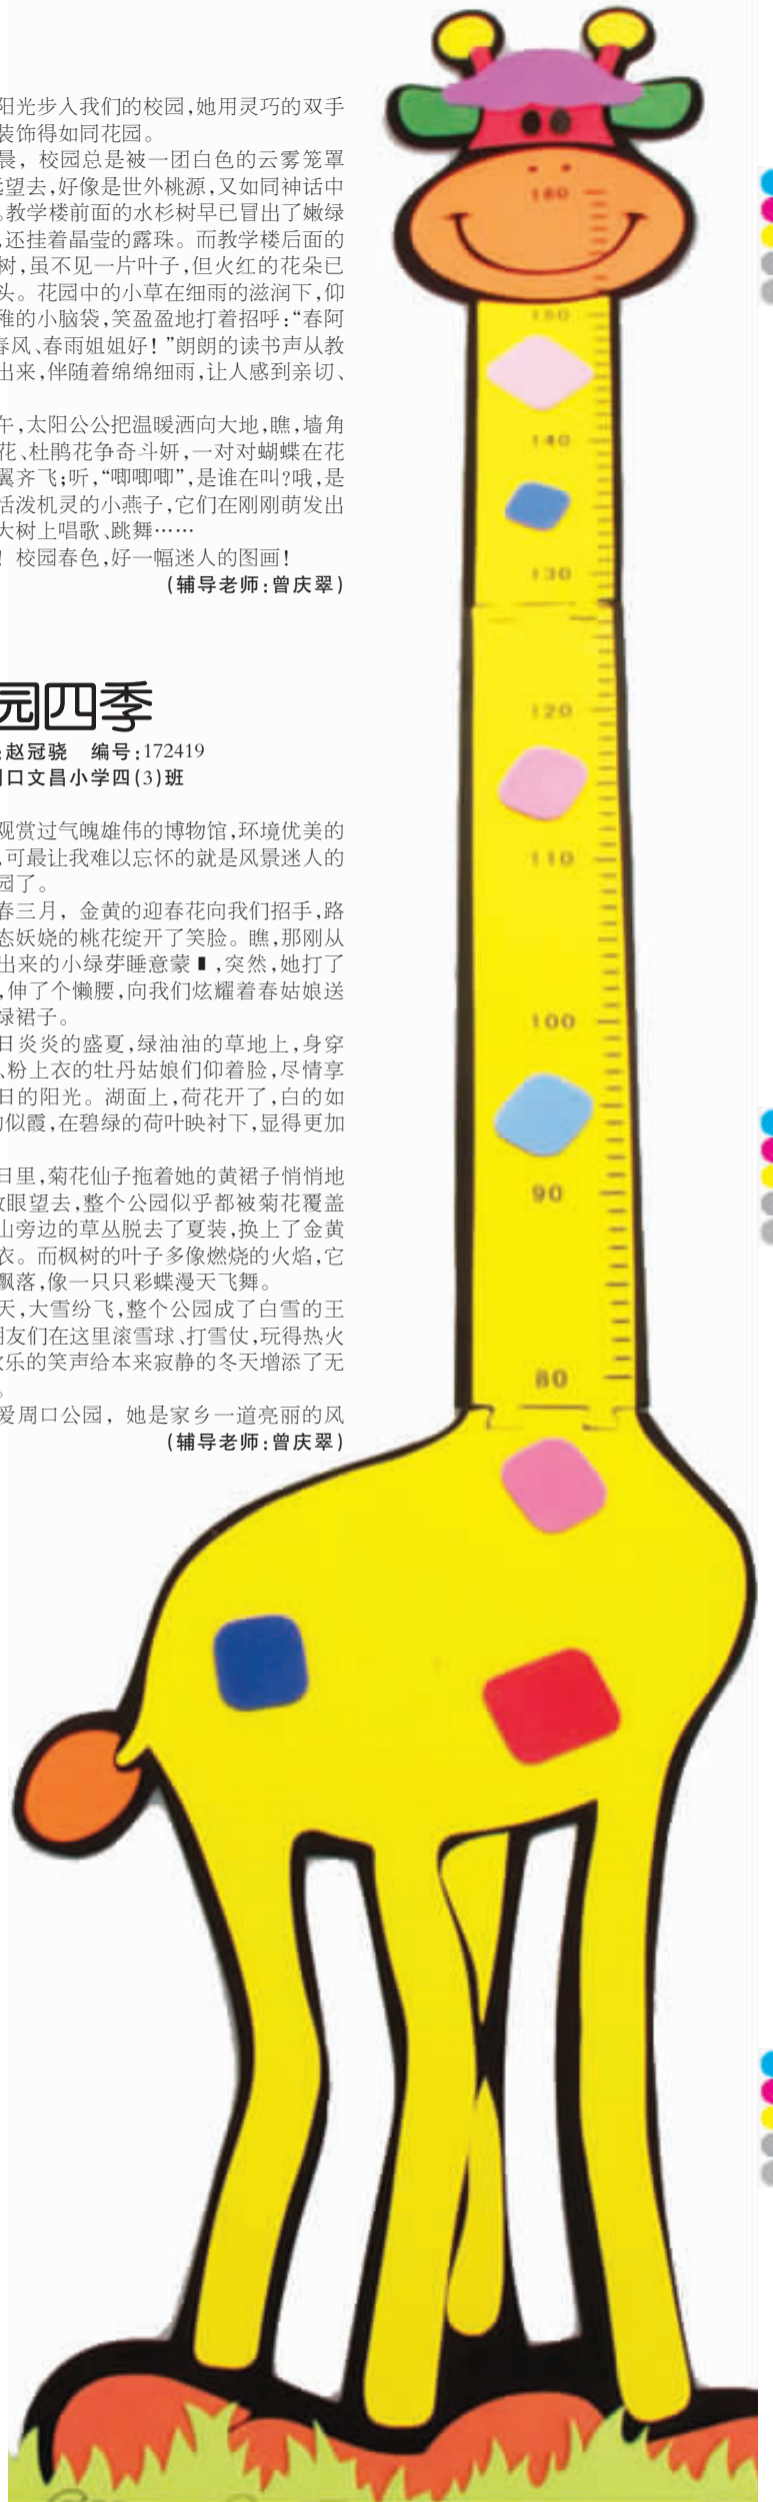 阳光步入我们的校园,她用灵巧的双手
装饰得如同花园。
晨，校园总是被一团白色的云雾笼罩
望去,好像是世外桃源,又如同神话中
。教学楼前面的水杉树早已冒出了嫩绿
,还挂着晶莹的露珠。而教学楼后面的
树,虽不见一片叶子,但火红的花朵已
头。花园中的小草在细雨的滋润下,仰
稚的小脑袋,笑盈盈地打着招呼:“春阿
春风、春雨姐姐好！”朗朗的读书声从教
出来,伴随着绵绵细雨,让人感到亲切、
午,太阳公公把温暖洒向大地,瞧,墙角
花、杜鹃花争奇斗妍,一对对蝴蝶在花
翼齐飞;听,“唧唧唧”,是谁在叫?哦,是
活泼机灵的小燕子,它们在刚刚萌发出
大树上唱歌、跳舞……
！校园春色,好一幅迷人的图画！
(辅导老师:曾庆翠)
园四季
:赵冠骁　编号:172419
口文昌小学四(3)班
观赏过气魄雄伟的博物馆,环境优美的
,可最让我难以忘怀的就是风景迷人的
园了。
春三月，金黄的迎春花向我们招手,路
态妖娆的桃花绽开了笑脸。瞧,那刚从
出来的小绿芽睡意蒙▮,突然,她打了
,伸了个懒腰,向我们炫耀着春姑娘送
绿裙子。
日炎炎的盛夏,绿油油的草地上,身穿
、粉上衣的牡丹姑娘们仰着脸,尽情享
日的阳光。湖面上,荷花开了,白的如
似霞,在碧绿的荷叶映衬下,显得更加
日里,菊花仙子拖着她的黄裙子悄悄地
放眼望去,整个公园似乎都被菊花覆盖
山旁边的草丛脱去了夏装,换上了金黄
衣。而枫树的叶子多像燃烧的火焰,它
飘落,像一只只彩蝶漫天飞舞。
天,大雪纷飞,整个公园成了白雪的王
朋友们在这里滚雪球、打雪仗,玩得热火
欢乐的笑声给本来寂静的冬天增添了无
。
爱周口公园，她是家乡一道亮丽的风
(辅导老师:曾庆翠)
160
150
140
130
120
110
100
90
80